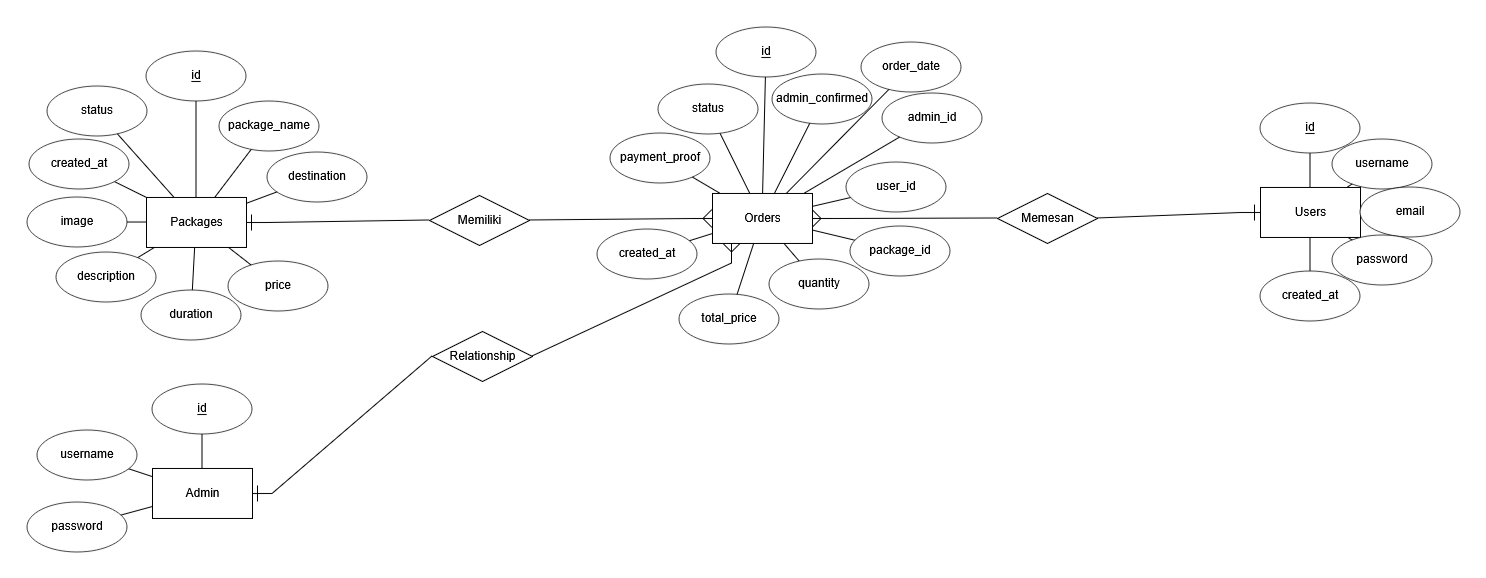 id
status
package_name
created_at
destination
image
Packages
description
price
duration
Memiliki
id
order_date
status
admin_confirmed
admin_id
payment_proof
user_id
Orders
created_at
package_id
quantity
total_price
Memesan
id
username
Users
email
password
created_at
Relationship
id
username
Admin
password